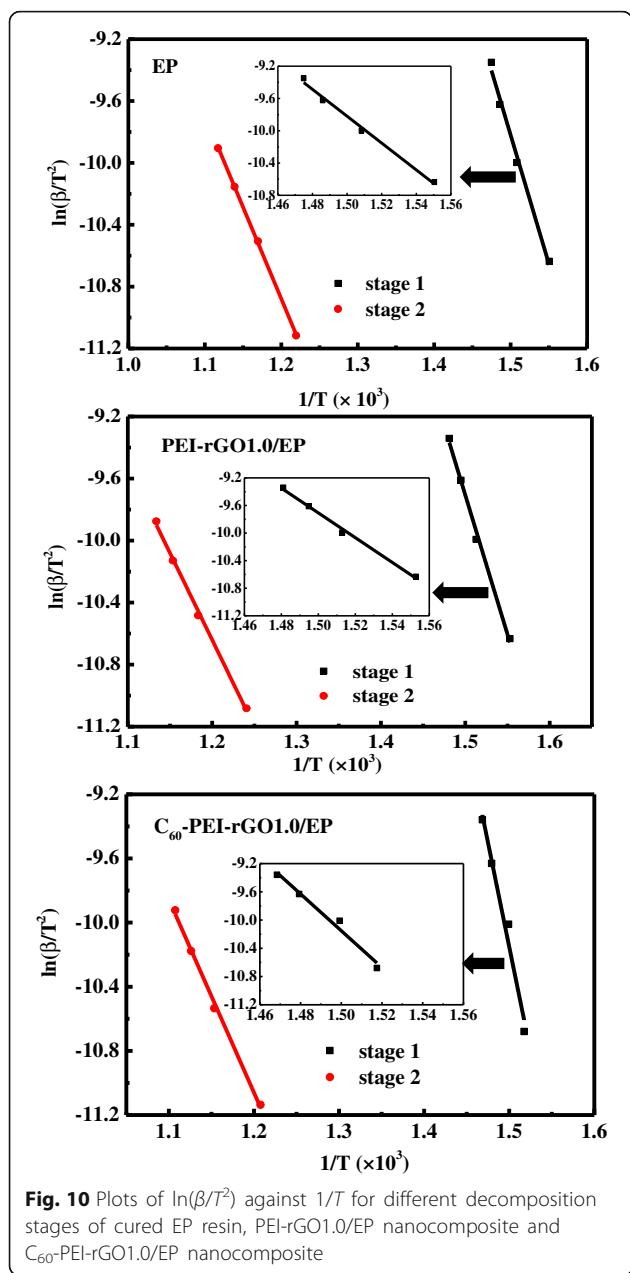 EP
ln(β/T²)
-9.2
-9.6
-10.0
-10.4
-10.8
-11.2
-9.2
-9.6
-10.0
-10.4
-10.8
1.46 1.48 1.50 1.52 1.54 1.56
stage 1
stage 2
1.0 1.1 1.2 1.3 1.4 1.5 1.6
1/T (× 10³)
PEI-rGO1.0/EP
ln(β/T²)
-9.2
-9.6
-10.0
-10.4
-10.8
-11.2
-9.2
-9.6
-10.0
-10.4
-10.8
-11.2
1.46 1.48 1.50 1.52 1.54 1.56
stage 1
stage 2
1.1 1.2 1.3 1.4 1.5 1.6
1/T (×10³)
C₆₀-PEI-rGO1.0/EP
ln(β/T²)
-9.2
-9.6
-10.0
-10.4
-10.8
-11.2
-9.2
-9.6
-10.0
-10.4
-10.8
-11.2
1.46 1.48 1.50 1.52 1.54 1.56
stage 1
stage 2
1.1 1.2 1.3 1.4 1.5 1.6
1/T (×10³)
Fig. 10 Plots of ln(β/T²) against 1/T for different decomposition
stages of cured EP resin, PEI-rGO1.0/EP nanocomposite and
C₆₀-PEI-rGO1.0/EP nanocomposite